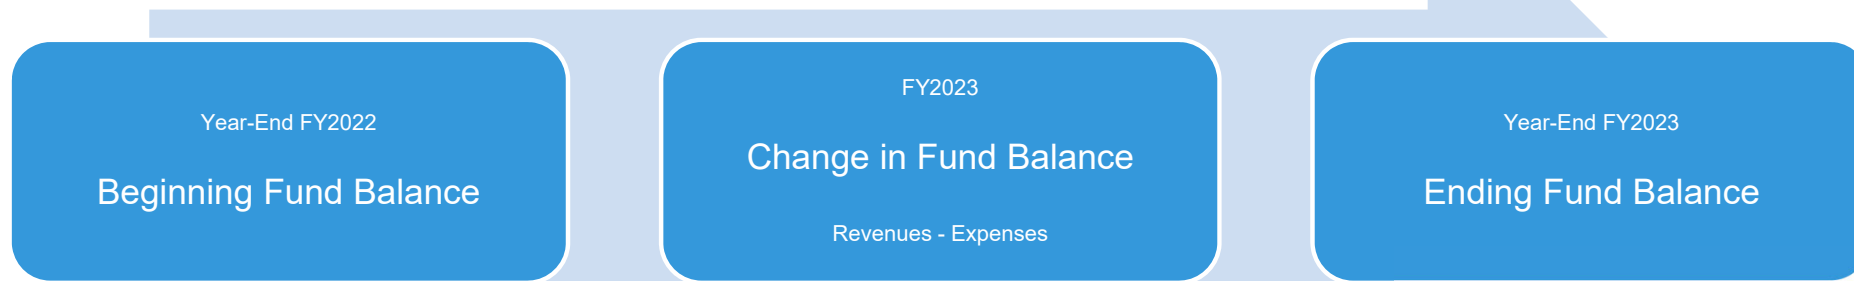 Year-End FY2022
Beginning Fund Balance
FY2023
Change in Fund Balance
Revenues - Expenses
Year-End FY2023
Ending Fund Balance